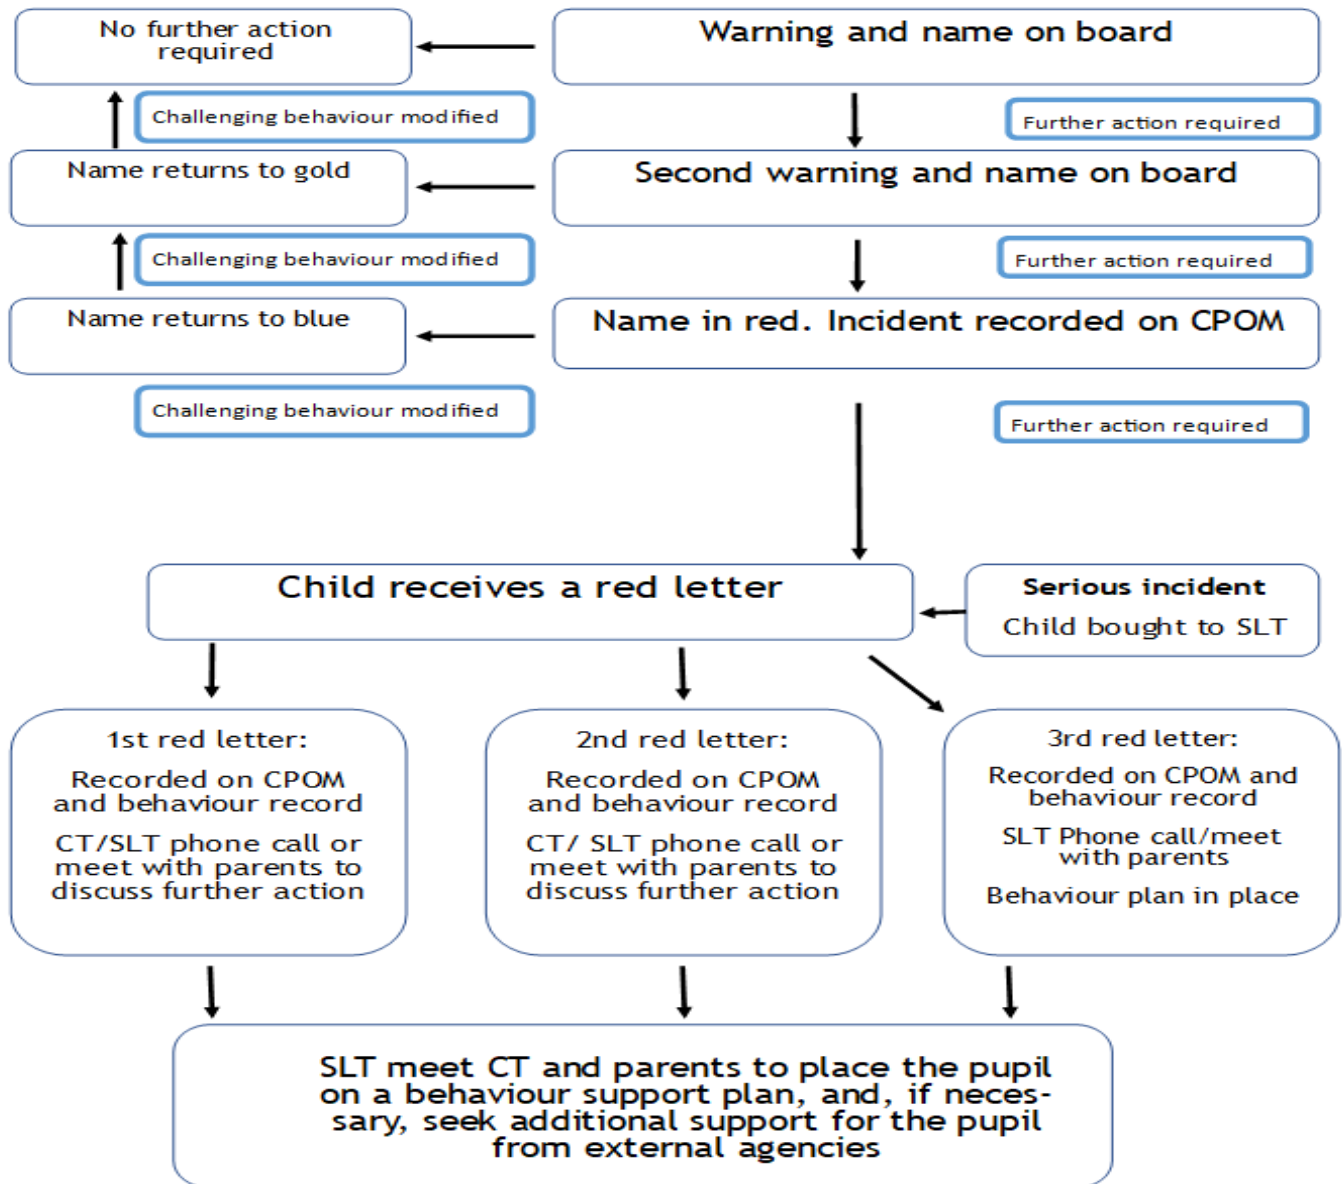 No further action
required
Warning and name on board
Challenging behaviour modified
Further action required
Name returns to gold
Second warning and name on board
Challenging behaviour modified
Further action required
Name returns to blue
Name in red. Incident recorded on CPOM
Challenging behaviour modified
Further action required
Child receives a red letter
Serious incident
Child bought to SLT
1st red letter:
Recorded on CPOM
and behaviour record
CT/SLT phone call or
meet with parents to
discuss further action
2nd red letter:
Recorded on CPOM
and behaviour record
CT/ SLT phone call or
meet with parents to
discuss further action
3rd red letter:
Recorded on CPOM and
behaviour record
SLT Phone call/meet
with parents
Behaviour plan in place
SLT meet CT and parents to place the pupil
on a behaviour support plan, and, if neces-
sary, seek additional support for the pupil
from external agencies